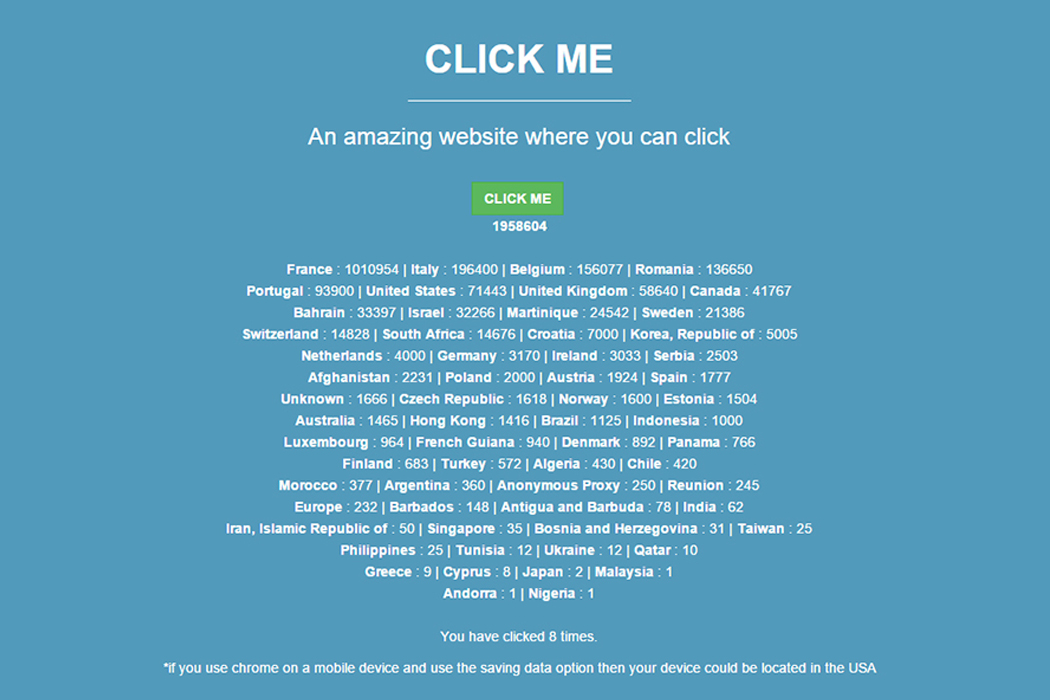 CLICK ME
An amazing website where you can click
CLICK ME
1958604
France : 1010954 | Italy : 196400 | Belgium : 156077 | Romania : 136650
Portugal : 93900 | United States : 71443 | United Kingdom : 58640 | Canada : 41767
Bahrain : 33397 | Israel : 32266 | Martinique : 24542 | Sweden : 21386
Switzerland : 14828 | South Africa : 14676 | Croatia : 7000 | Korea, Republic of : 5005
Netherlands : 4000 | Germany : 3170 | Ireland : 3033 | Serbia : 2503
Afghanistan : 2231 | Poland : 2000 | Austria : 1924 | Spain : 1777
Unknown : 1666 | Czech Republic : 1618 | Norway : 1600 | Estonia : 1504
Australia : 1465 | Hong Kong : 1416 | Brazil : 1125 | Indonesia : 1000
Luxembourg : 964 | French Guiana : 940 | Denmark : 892 | Panama : 766
Finland : 683 | Turkey : 572 | Algeria : 430 | Chile : 420
Morocco : 377 | Argentina : 360 | Anonymous Proxy : 250 | Reunion : 245
Europe : 232 | Barbados : 148 | Antigua and Barbuda : 78 | India : 62
Iran, Islamic Republic of : 50 | Singapore : 35 | Bosnia and Herzegovina : 31 | Taiwan : 25
Philippines : 25 | Tunisia : 12 | Ukraine : 12 | Qatar : 10
Greece : 9 | Cyprus : 8 | Japan : 2 | Malaysia : 1
Andorra : 1 | Nigeria : 1
You have clicked 8 times.
*if you use chrome on a mobile device and use the saving data option then your device could be located in the USA